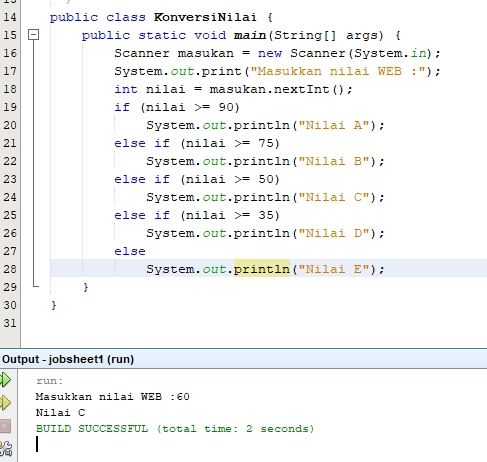 13 */
14 public class KonversiNilai {
15 public static void main(String[] args) {
16 Scanner masukan = new Scanner(System.in);
17 System.out.print("Masukkan nilai WEB :");
18 int nilai = masukan.nextInt();
19 if (nilai >= 90)
20 System.out.println("Nilai A");
21 else if (nilai >= 75)
22 System.out.println("Nilai B");
23 else if (nilai >= 50)
24 System.out.println("Nilai C");
25 else if (nilai >= 35)
26 System.out.println("Nilai D");
27 else
28 System.out.println("Nilai E");
29 }
30 }
31
Output - jobsheet1 (run)
run:
Masukkan nilai WEB :60
Nilai C
BUILD SUCCESSFUL (total time: 2 seconds)